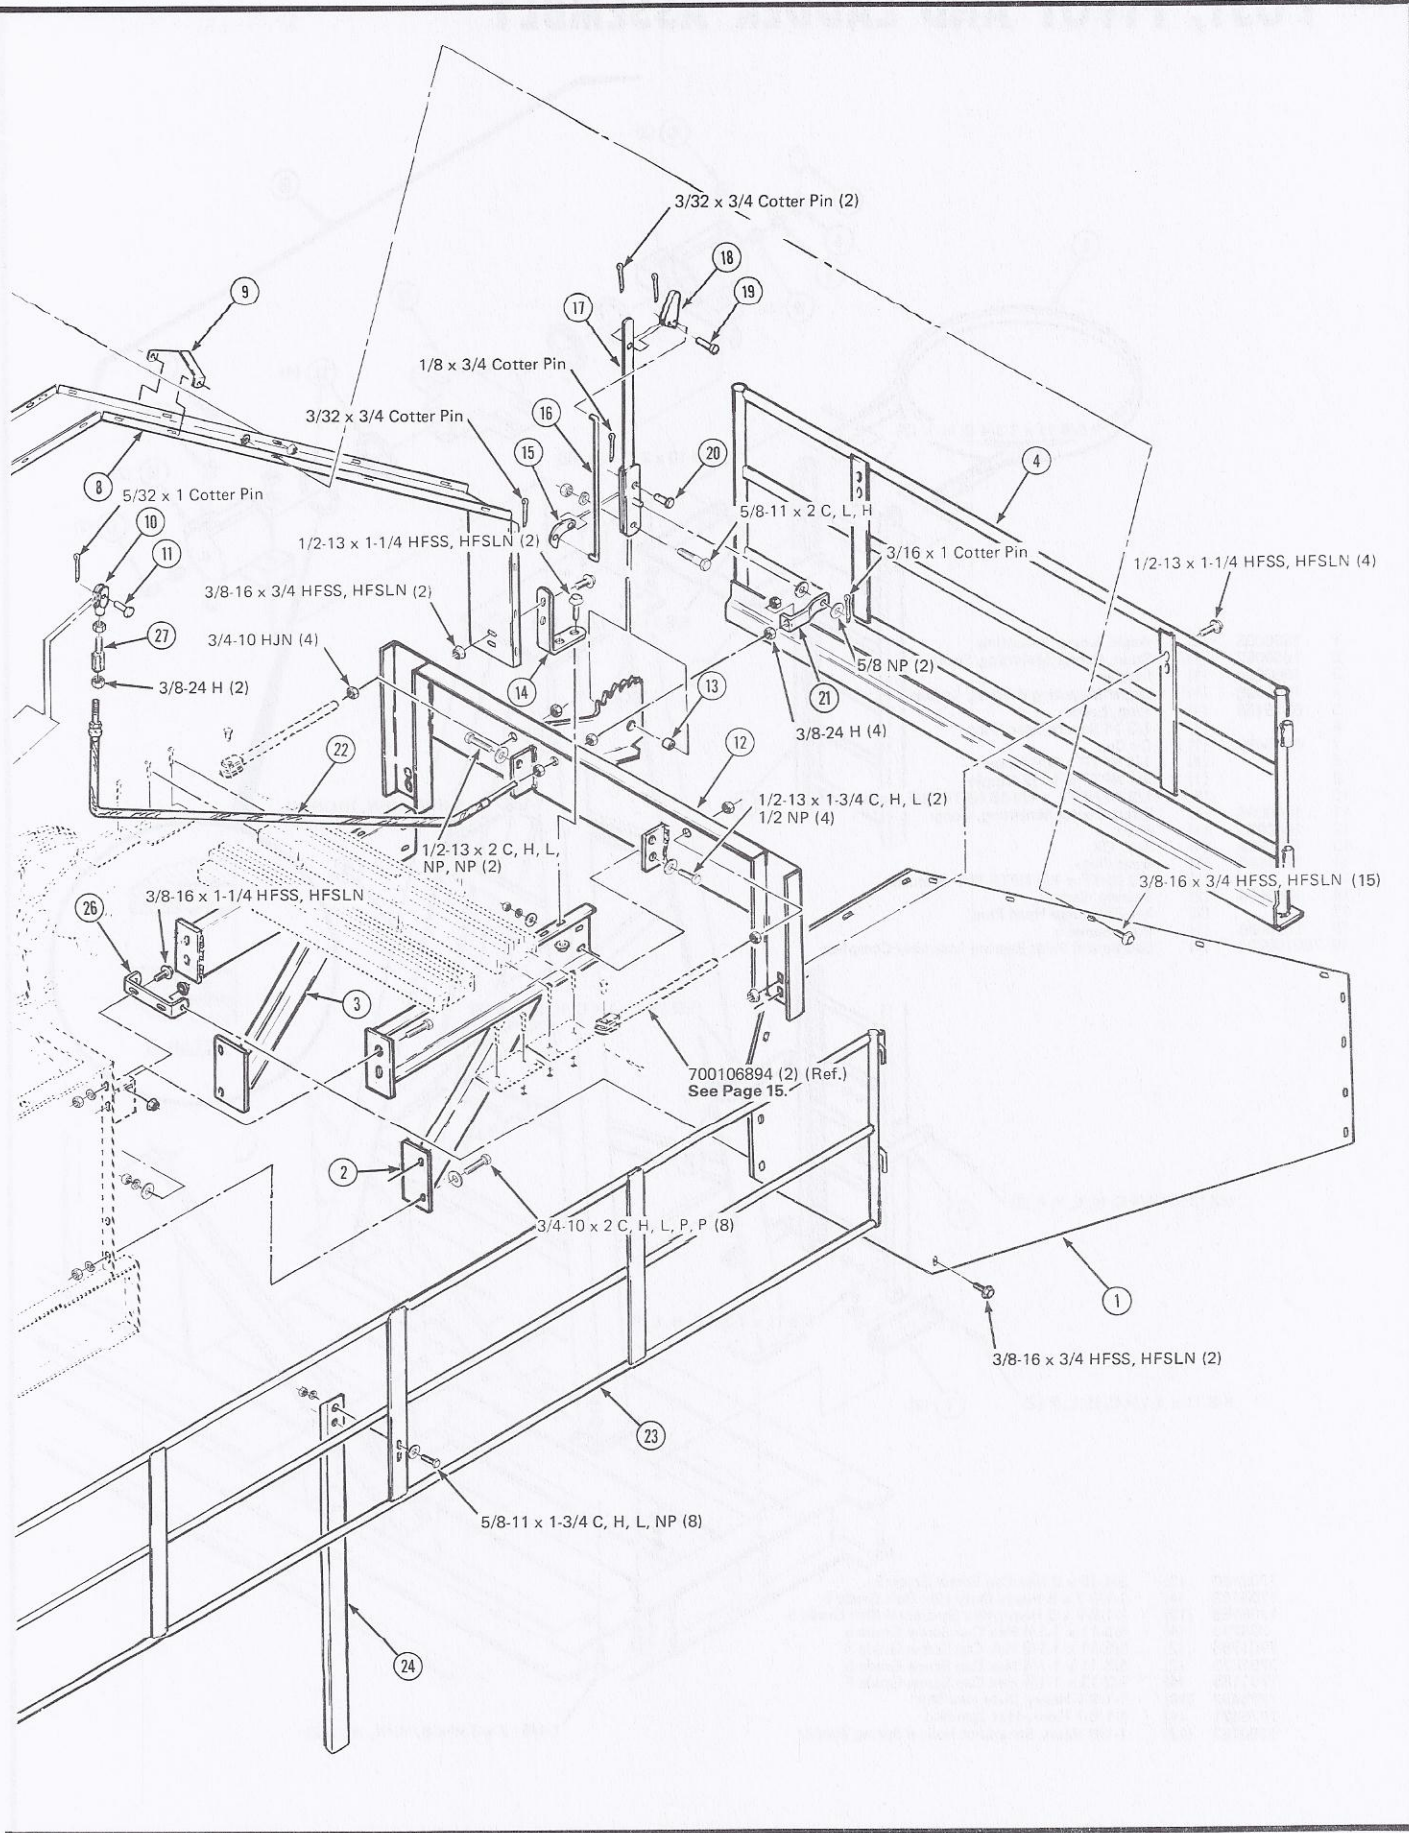 3/32 x 3/4 Cotter Pin (2)
18
9
19
17
1/8 x 3/4 Cotter Pin
16
3/32 x 3/4 Cotter Pin
15
20
4
8
5/32 x 1 Cotter Pin
5/8-11 x 2 C, L, H
10
11
1/2-13 x 1-1/4 HFSS, HFSLN (2)
3/16 x 1 Cotter Pin
1/2-13 x 1-1/4 HFSS, HFSLN (4)
3/8-16 x 3/4 HFSS, HFSLN (2)
27
3/4-10 HJN (4)
5/8 NP (2)
3/8-24 H (2)
14
13
21
3/8-24 H (4)
22
12
1/2-13 x 1-3/4 C, H, L (2)
1/2 NP (4)
1/2-13 x 2 C, H, L,
NP, NP (2)
3/8-16 x 3/4 HFSS, HFSLN (15)
3/8-16 x 1-1/4 HFSS, HFSLN
26
3
700106894 (2) (Ref.)
See Page 15.
2
3/4-10 x 2 C, H, L, P, P (8)
1
3/8-16 x 3/4 HFSS, HFSLN (2)
23
5/8-11 x 1-3/4 C, H, L, NP (8)
24